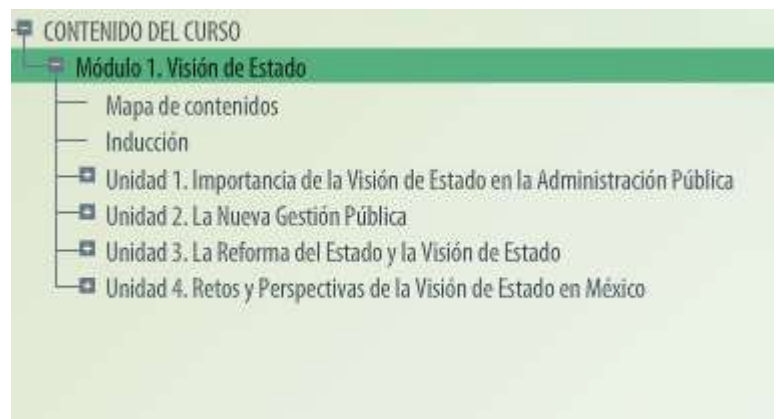 CONTENIDO DEL CURSO
Módulo 1. Visión de Estado
Mapa de contenidos
Inducción
Unidad 1. Importancia de la Visión de Estado en la Administración Pública
Unidad 2. La Nueva Gestión Pública
Unidad 3. La Reforma del Estado y la Visión de Estado
Unidad 4. Retos y Perspectivas de la Visión de Estado en México